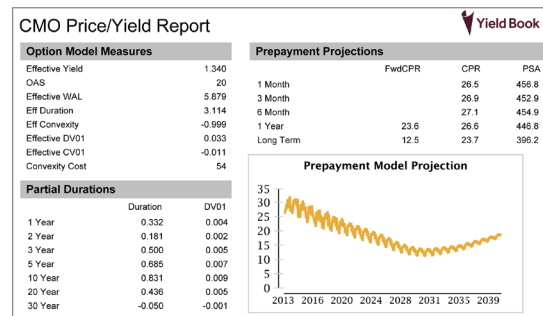 CMO Price/Yield Report
Yield Book
Option Model Measures
Effective Yield 1.340
OAS 20
Effective WAL 5.879
Eff Duration 3.114
Eff Convexity -0.999
Effective DV01 0.033
Effective CV01 -0.011
Convexity Cost 54
Partial Durations
Duration DV01
1 Year 0.332 0.004
2 Year 0.181 0.002
3 Year 0.500 0.005
5 Year 0.685 0.007
10 Year 0.831 0.009
20 Year 0.436 0.005
30 Year -0.050 -0.001
Prepayment Projections
FwdCPR CPR PSA
1 Month 26.5 456.8
3 Month 26.9 452.9
6 Month 27.1 454.9
1 Year 23.6 26.6 446.8
Long Term 12.5 23.7 396.2
Prepayment Model Projection
35
30
25
20
15
10
5
0
2013 2016 2020 2024 2028 2031 2035 2039